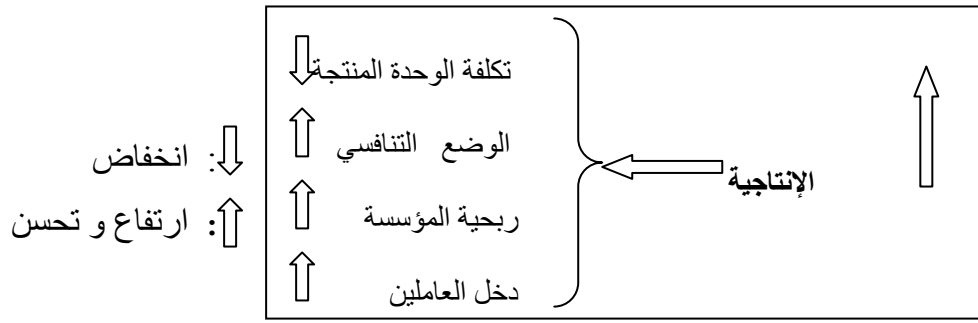 الإنتاجية
تكلفة الوحدة المنتجة
الوضع التنافسي
ربحية المؤسسة
دخل العاملين
: انخفاض
: ارتفاع و تحسن